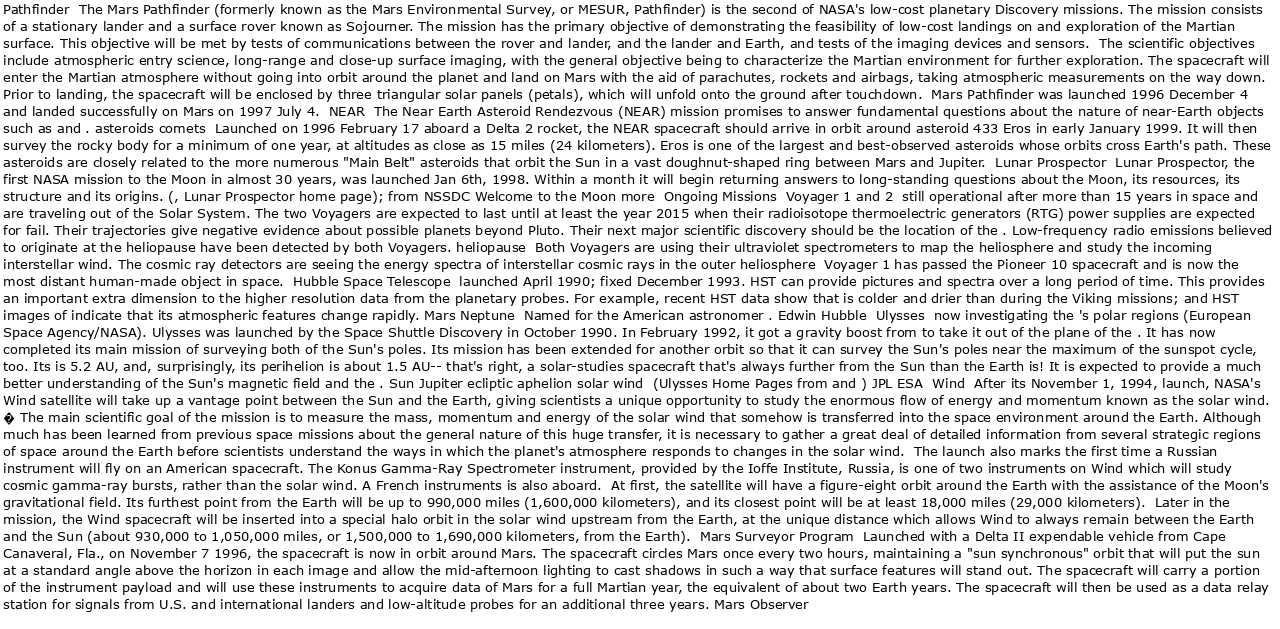 Pathfinder  The Mars Pathfinder (formerly known as the Mars Environmental Survey, or MESUR, Pathfinder) is the second of NASA's low-cost planetary Discovery missions. The mission consists
of a stationary lander and a surface rover known as Sojourner. The mission has the primary objective of demonstrating the feasibility of low-cost landings on and exploration of the Martian
surface. This objective will be met by tests of communications between the rover and lander, and the lander and Earth, and tests of the imaging devices and sensors.  The scientific objectives
include atmospheric entry science, long-range and close-up surface imaging, with the general objective being to characterize the Martian environment for further exploration. The spacecraft will
enter the Martian atmosphere without going into orbit around the planet and land on Mars with the aid of parachutes, rockets and airbags, taking atmospheric measurements on the way down.
Prior to landing, the spacecraft will be enclosed by three triangular solar panels (petals), which will unfold onto the ground after touchdown.  Mars Pathfinder was launched 1996 December 4
and landed successfully on Mars on 1997 July 4.  NEAR  The Near Earth Asteroid Rendezvous (NEAR) mission promises to answer fundamental questions about the nature of near-Earth objects
such as and . asteroids comets  Launched on 1996 February 17 aboard a Delta 2 rocket, the NEAR spacecraft should arrive in orbit around asteroid 433 Eros in early January 1999. It will then
survey the rocky body for a minimum of one year, at altitudes as close as 15 miles (24 kilometers). Eros is one of the largest and best-observed asteroids whose orbits cross Earth's path. These
asteroids are closely related to the more numerous "Main Belt" asteroids that orbit the Sun in a vast doughnut-shaped ring between Mars and Jupiter.  Lunar Prospector  Lunar Prospector, the
first NASA mission to the Moon in almost 30 years, was launched Jan 6th, 1998. Within a month it will begin returning answers to long-standing questions about the Moon, its resources, its
structure and its origins. (, Lunar Prospector home page); from NSSDC Welcome to the Moon more  Ongoing Missions  Voyager 1 and 2  still operational after more than 15 years in space and
are traveling out of the Solar System. The two Voyagers are expected to last until at least the year 2015 when their radioisotope thermoelectric generators (RTG) power supplies are expected
for fail. Their trajectories give negative evidence about possible planets beyond Pluto. Their next major scientific discovery should be the location of the . Low-frequency radio emissions believed
to originate at the heliopause have been detected by both Voyagers. heliopause  Both Voyagers are using their ultraviolet spectrometers to map the heliosphere and study the incoming
interstellar wind. The cosmic ray detectors are seeing the energy spectra of interstellar cosmic rays in the outer heliosphere  Voyager 1 has passed the Pioneer 10 spacecraft and is now the
most distant human-made object in space.  Hubble Space Telescope  launched April 1990; fixed December 1993. HST can provide pictures and spectra over a long period of time. This provides
an important extra dimension to the higher resolution data from the planetary probes. For example, recent HST data show that is colder and drier than during the Viking missions; and HST
images of indicate that its atmospheric features change rapidly. Mars Neptune  Named for the American astronomer . Edwin Hubble  Ulysses  now investigating the 's polar regions (European
Space Agency/NASA). Ulysses was launched by the Space Shuttle Discovery in October 1990. In February 1992, it got a gravity boost from to take it out of the plane of the . It has now
completed its main mission of surveying both of the Sun's poles. Its mission has been extended for another orbit so that it can survey the Sun's poles near the maximum of the sunspot cycle,
too. Its is 5.2 AU, and, surprisingly, its perihelion is about 1.5 AU-- that's right, a solar-studies spacecraft that's always further from the Sun than the Earth is! It is expected to provide a much
better understanding of the Sun's magnetic field and the . Sun Jupiter ecliptic aphelion solar wind  (Ulysses Home Pages from and ) JPL ESA  Wind  After its November 1, 1994, launch, NASA's
Wind satellite will take up a vantage point between the Sun and the Earth, giving scientists a unique opportunity to study the enormous flow of energy and momentum known as the solar wind.
� The main scientific goal of the mission is to measure the mass, momentum and energy of the solar wind that somehow is transferred into the space environment around the Earth. Although
much has been learned from previous space missions about the general nature of this huge transfer, it is necessary to gather a great deal of detailed information from several strategic regions
of space around the Earth before scientists understand the ways in which the planet's atmosphere responds to changes in the solar wind.  The launch also marks the first time a Russian
instrument will fly on an American spacecraft. The Konus Gamma-Ray Spectrometer instrument, provided by the Ioffe Institute, Russia, is one of two instruments on Wind which will study
cosmic gamma-ray bursts, rather than the solar wind. A French instruments is also aboard.  At first, the satellite will have a figure-eight orbit around the Earth with the assistance of the Moon's
gravitational field. Its furthest point from the Earth will be up to 990,000 miles (1,600,000 kilometers), and its closest point will be at least 18,000 miles (29,000 kilometers).  Later in the
mission, the Wind spacecraft will be inserted into a special halo orbit in the solar wind upstream from the Earth, at the unique distance which allows Wind to always remain between the Earth
and the Sun (about 930,000 to 1,050,000 miles, or 1,500,000 to 1,690,000 kilometers, from the Earth).  Mars Surveyor Program  Launched with a Delta II expendable vehicle from Cape
Canaveral, Fla., on November 7 1996, the spacecraft is now in orbit around Mars. The spacecraft circles Mars once every two hours, maintaining a "sun synchronous" orbit that will put the sun
at a standard angle above the horizon in each image and allow the mid-afternoon lighting to cast shadows in such a way that surface features will stand out. The spacecraft will carry a portion
of the instrument payload and will use these instruments to acquire data of Mars for a full Martian year, the equivalent of about two Earth years. The spacecraft will then be used as a data relay
station for signals from U.S. and international landers and low-altitude probes for an additional three years. Mars Observer